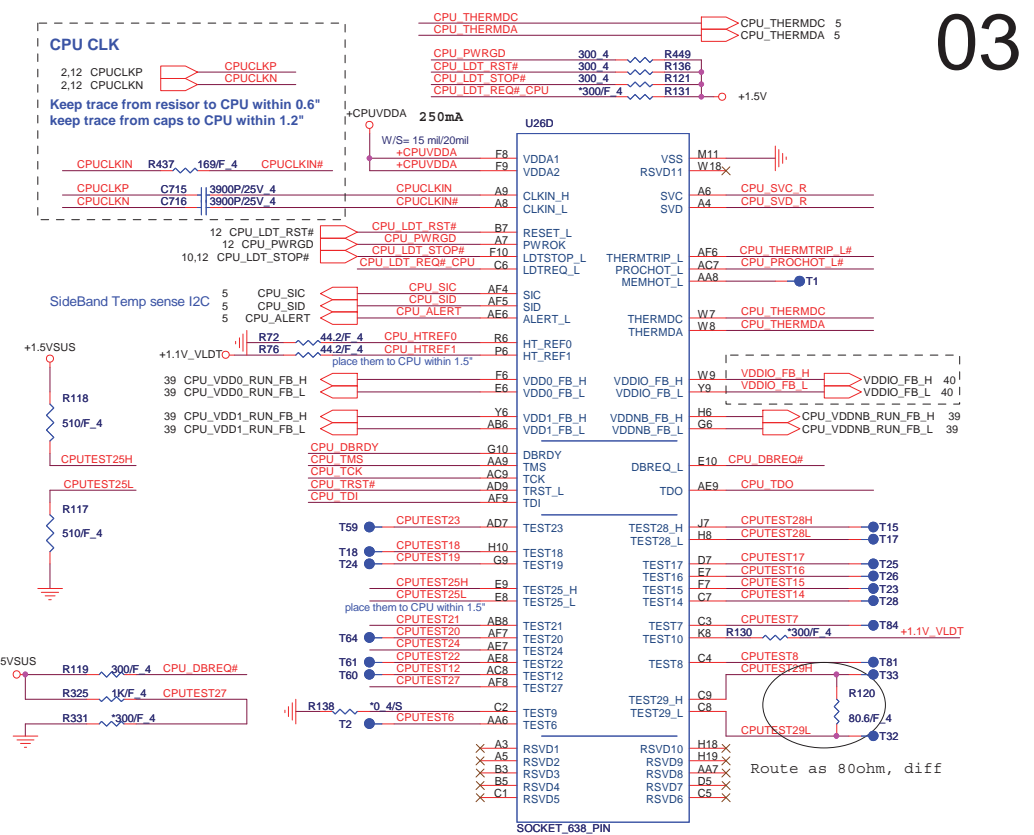 03
CPU_THERMDC CPU_THERMDC 5
CPU_THERMDA CPU_THERMDA 5
CPU_PWRGD 300_4 R449
CPU_LDT_RST# 300_4 R136
CPU_LDT_STOP# 300_4 R121
CPU_LDT_REQ#_CPU *300/F_4 R131
+1.5V
CPU CLK
2,12 CPUCLKP CPUCLKP
2,12 CPUCLKN CPUCLKN
Keep trace from resisor to CPU within 0.6"
keep trace from caps to CPU within 1.2"
CPUCLKIN R437 169/F_4 CPUCLKIN#
CPUCLKP C715 3900P/25V_4 CPUCLKIN
CPUCLKN C716 3900P/25V_4 CPUCLKIN#
+CPUVDDA 250mA
W/S= 15 mil/20mil
+CPUVDDA
+CPUVDDA
12 CPU_LDT_RST# CPU_LDT_RST#
12 CPU_PWRGD CPU_PWRGD
10,12 CPU_LDT_STOP# CPU_LDT_STOP#
CPU_LDT_REQ#_CPU
SideBand Temp sense I2C
5 CPU_SIC CPU_SIC
5 CPU_SID CPU_SID
5 CPU_ALERT CPU_ALERT
R72 44.2/F_4 CPU_HTREF0
+1.1V_VLDT R76 44.2/F_4 CPU_HTREF1
place them to CPU within 1.5"
39 CPU_VDD0_RUN_FB_H
39 CPU_VDD0_RUN_FB_L
39 CPU_VDD1_RUN_FB_H
39 CPU_VDD1_RUN_FB_L
CPU_DBRDY
CPU_TMS
CPU_TCK
CPU_TRST#
CPU_TDI
T59 CPUTEST23
T18 CPUTEST18
T24 CPUTEST19
CPUTEST25H
CPUTEST25L
place them to CPU within 1.5"
CPUTEST21
T64 CPUTEST20
CPUTEST24
T61 CPUTEST22
T60 CPUTEST12
CPUTEST27
R138 *0_4/S
T2 CPUTEST6
+1.5VSUS
R118
510/F_4
CPUTEST25H
CPUTEST25L
R117
510/F_4
5VSUS
R119 300/F_4 CPU_DBREQ#
R325 1K/F_4 CPUTEST27
R331 *300/F_4
U26D
F8 VDDA1 VSS M11
F9 VDDA2 RSVD11 W18
A9 CLKIN_H SVC A6
A8 CLKIN_L SVD A4
B7 RESET_L
A7 PWROK
F10 LDTSTOP_L THERMTRIP_L AF6
C6 LDTREQ_L PROCHOT_L AC7
MEMHOT_L AA8
AF4 SIC
AF5 SID THERMDC W7
AE6 ALERT_L THERMDA W8
R6 HT_REF0
P6 HT_REF1
F6 VDD0_FB_H VDDIO_FB_H W9
E6 VDD0_FB_L VDDIO_FB_L Y9
Y6 VDD1_FB_H VDDNB_FB_H H6
AB6 VDD1_FB_L VDDNB_FB_L G6
G10 DBRDY
AA9 TMS DBREQ_L E10
AC9 TCK
AD9 TRST_L TDO AE9
AF9 TDI
AD7 TEST23 TEST28_H J7
TEST28_L H8
H10 TEST18 TEST17 D7
G9 TEST19 TEST16 E7
E9 TEST25_H TEST15 F7
E8 TEST25_L TEST14 C7
AB8 TEST21 TEST7 C3
AF7 TEST20 TEST10 K8
AE7 TEST24
AE8 TEST22 TEST8 C4
AC8 TEST12
AF8 TEST27
TEST29_H C9
C2 TEST9 TEST29_L C8
AA6 TEST6
A3 RSVD1 RSVD10 H18
A5 RSVD2 RSVD9 H19
B3 RSVD3 RSVD8 AA7
B5 RSVD4 RSVD7 D5
C1 RSVD5 RSVD6 C5
SOCKET_638_PIN
CPU_SVC_R
CPU_SVD_R
CPU_THERMTRIP_L#
CPU_PROCHOT_L#
T1
CPU_THERMDC
CPU_THERMDA
VDDIO_FB_H VDDIO_FB_H 40
VDDIO_FB_L VDDIO_FB_L 40
CPU_VDDNB_RUN_FB_H 39
CPU_VDDNB_RUN_FB_L 39
CPU_DBREQ#
CPU_TDO
CPUTEST28H T15
CPUTEST28L T17
CPUTEST17 T25
CPUTEST16 T26
CPUTEST15 T23
CPUTEST14 T28
CPUTEST7 T84
R130 *300/F_4 +1.1V_VLDT
CPUTEST8 T81
CPUTEST29H T33
R120
80.6/F_4
CPUTEST29L T32
Route as 80ohm, diff